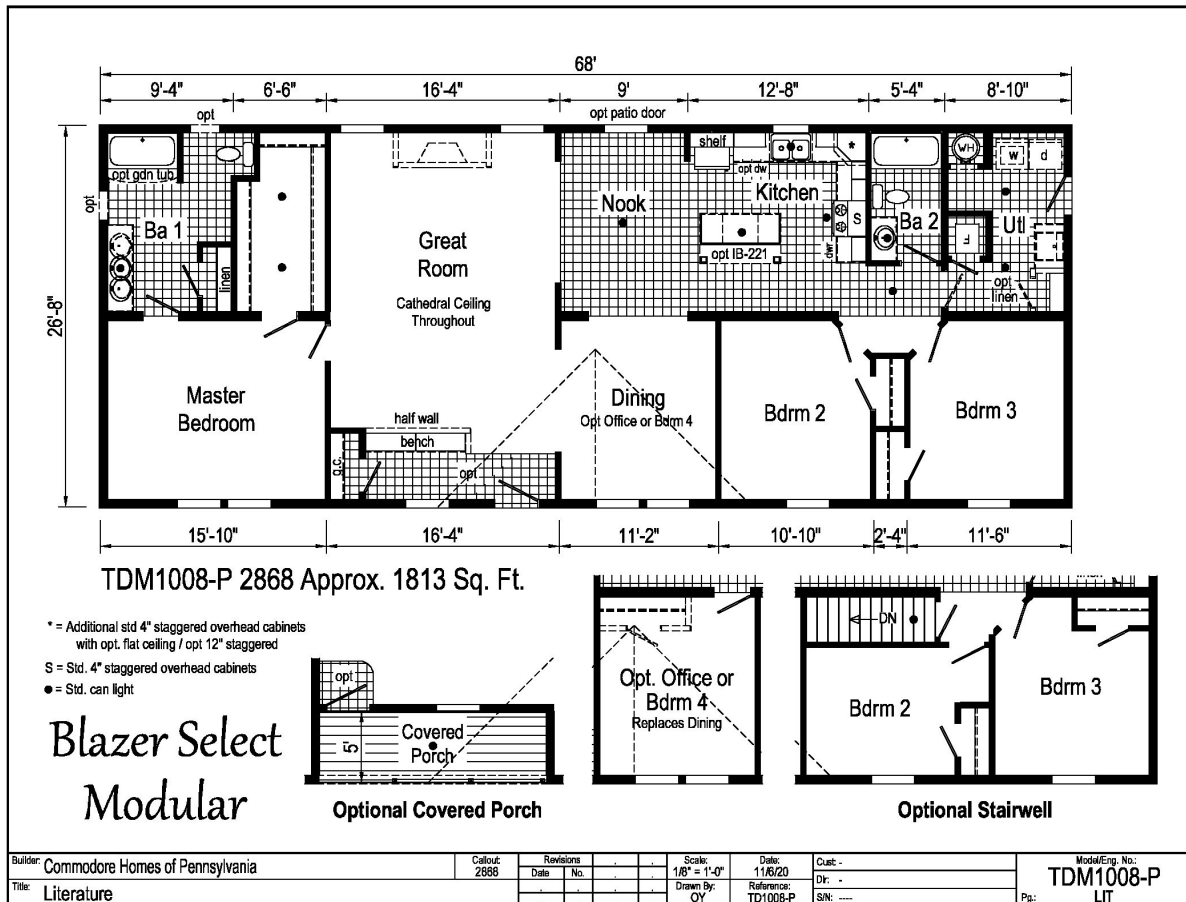 68'
9'-4" 6'-6" 16'-4" 9' 12'-8" 5'-4" 8'-10"
opt
opt patio door
26'-8"
opt gdn tub
opt
Ba 1
linen
Great
Room
Cathedral Ceiling
Throughout
Nook
shelf
opt dw
*
Kitchen
S
dwr
opt IB-221
Ba 2
WH
w d
F
Utl
opt
linen
Master
Bedroom
half wall
bench
g.c.
opt
Dining
Opt Office or Bdrm 4
Bdrm 2
Bdrm 3
15'-10" 16'-4" 11'-2" 10'-10" 2'-4" 11'-6"
TDM1008-P 2868 Approx. 1813 Sq. Ft.
* = Additional std 4" staggered overhead cabinets
with opt. flat ceiling / opt 12" staggered
S = Std. 4" staggered overhead cabinets
● = Std. can light
Blazer Select
Modular
opt
5'
Covered
Porch
Optional Covered Porch
Opt. Office or
Bdrm 4
Replaces Dining
DN
Bdrm 2
Bdrm 3
Optional Stairwell
Builder: Commodore Homes of Pennsylvania
Title: Literature
Callout:
2868
Revisions
Date No.
Scale:
1/8" = 1'-0"
Drawn By:
OY
Date:
11/6/20
Reference:
TD1008-P
Cust: -
Dir: -
S/N: ----
Model/Eng. No.:
TDM1008-P
Pg.: LIT